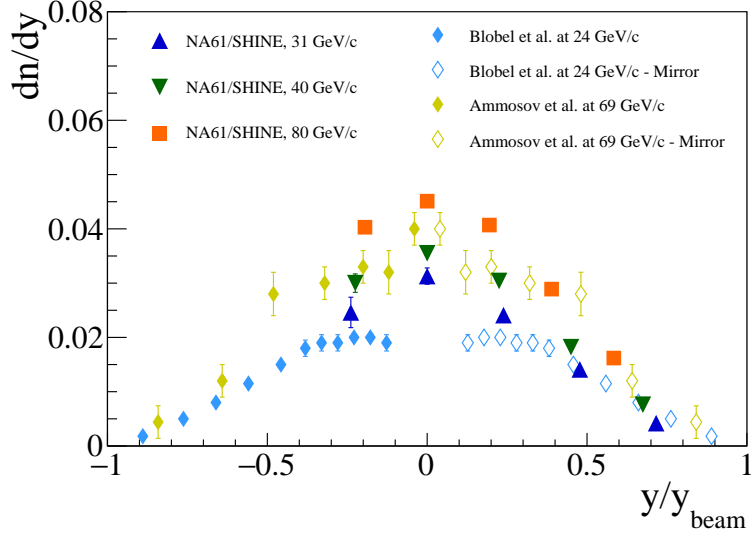 dn/dy
0.08
0.06
0.04
0.02
0
NA61/SHINE, 31 GeV/c
NA61/SHINE, 40 GeV/c
NA61/SHINE, 80 GeV/c
Blobel et al. at 24 GeV/c
Blobel et al. at 24 GeV/c - Mirror
Ammosov et al. at 69 GeV/c
Ammosov et al. at 69 GeV/c - Mirror
−1 −0.5 0 0.5 1
y/y_beam